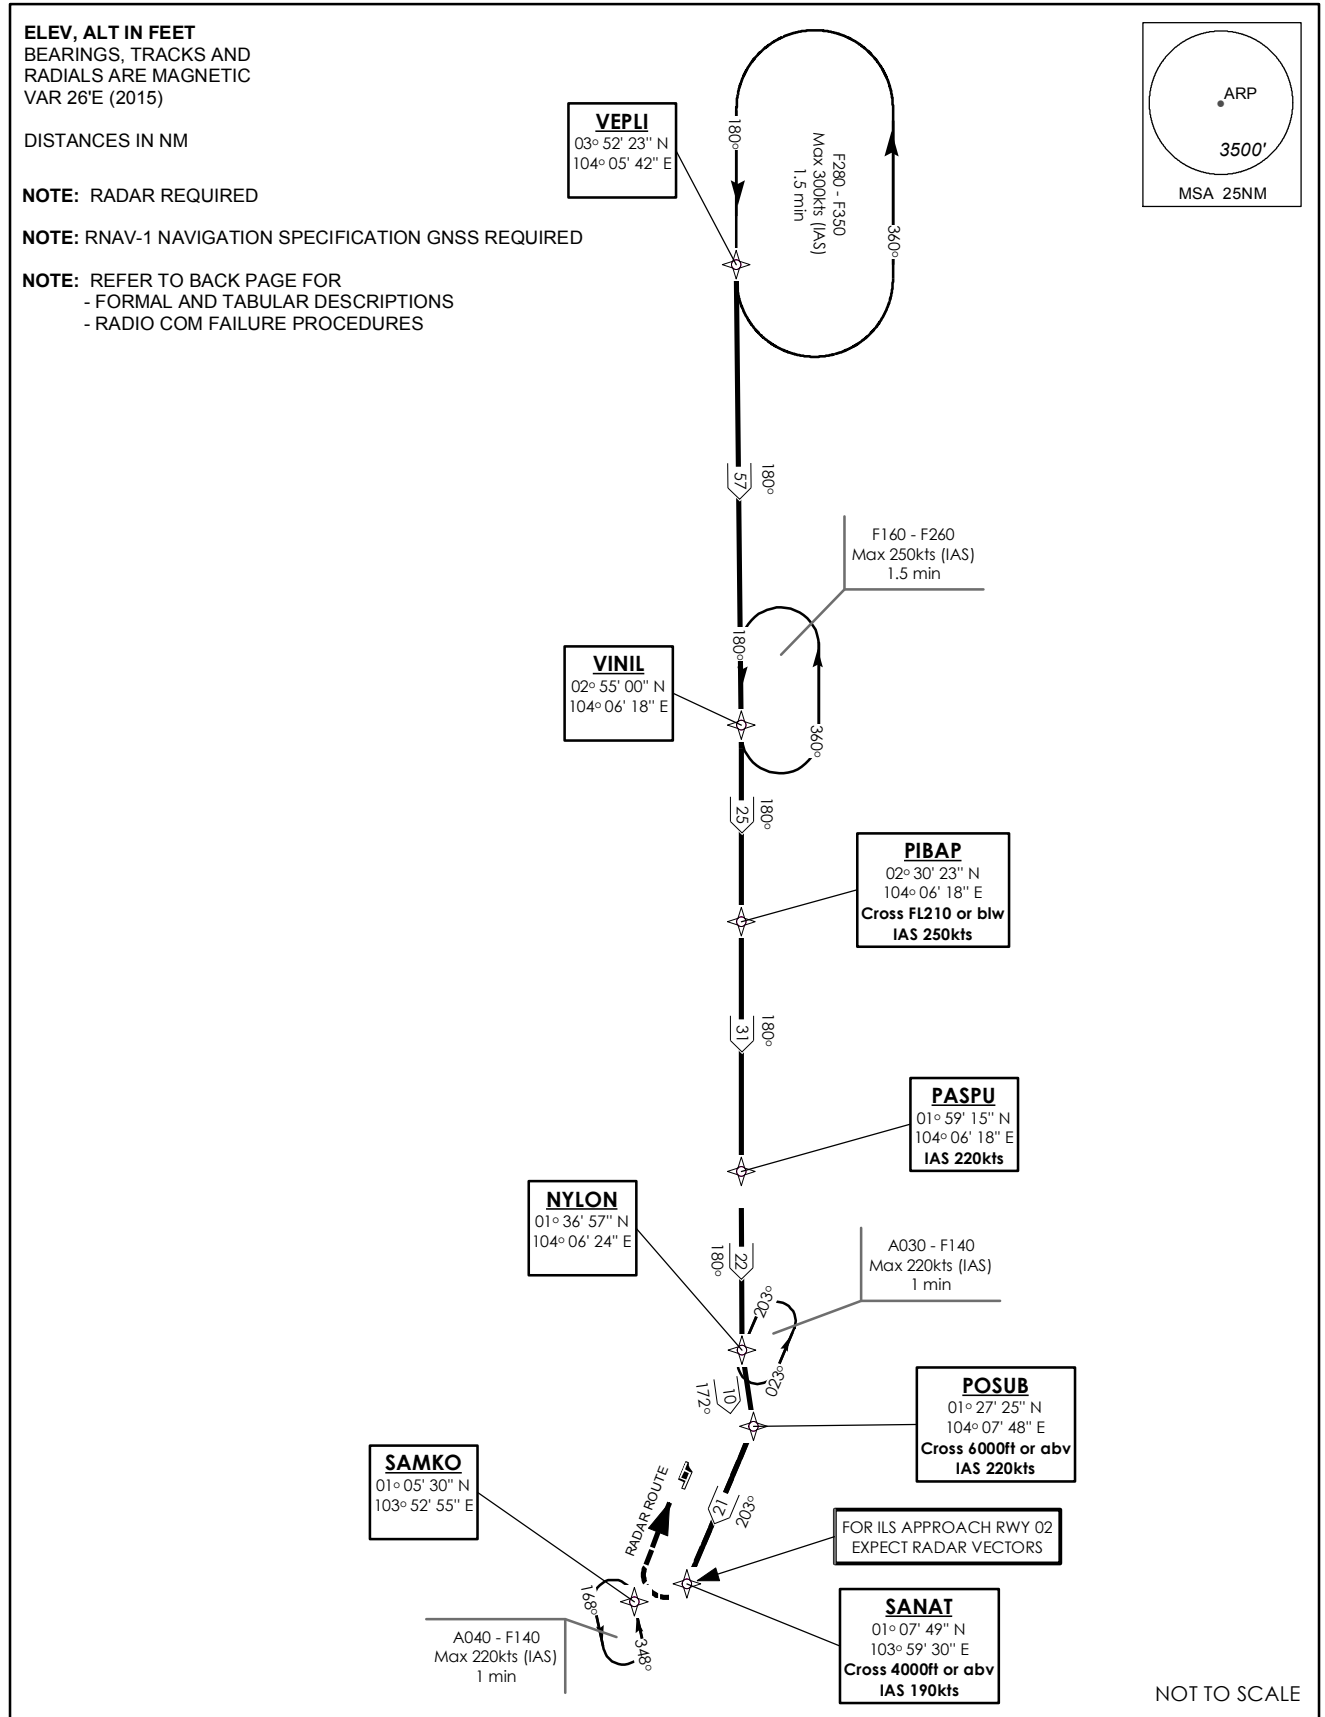 ELEV, ALT IN FEET
BEARINGS, TRACKS AND
RADIALS ARE MAGNETIC
VAR 26'E (2015)
DISTANCES IN NM
NOTE: RADAR REQUIRED
NOTE: RNAV-1 NAVIGATION SPECIFICATION GNSS REQUIRED
NOTE: REFER TO BACK PAGE FOR
- FORMAL AND TABULAR DESCRIPTIONS
- RADIO COM FAILURE PROCEDURES
ARP
3500'
MSA 25NM
VEPLI
03° 52' 23" N
104° 05' 42" E
180°
F280 - F350
Max 300kts (IAS)
1.5 min
360°
57
180°
F160 - F260
Max 250kts (IAS)
1.5 min
VINIL
02° 55' 00" N
104° 06' 18" E
180°
360°
25
180°
PIBAP
02° 30' 23" N
104° 06' 18" E
Cross FL210 or blw
IAS 250kts
31
180°
PASPU
01° 59' 15" N
104° 06' 18" E
IAS 220kts
NYLON
01° 36' 57" N
104° 06' 24" E
22
180°
A030 - F140
Max 220kts (IAS)
1 min
203°
023°
10
172°
POSUB
01° 27' 25" N
104° 07' 48" E
Cross 6000ft or abv
IAS 220kts
SAMKO
01° 05' 30" N
103° 52' 55" E
RADAR ROUTE
21
203°
FOR ILS APPROACH RWY 02
EXPECT RADAR VECTORS
168°
348°
A040 - F140
Max 220kts (IAS)
1 min
SANAT
01° 07' 49" N
103° 59' 30" E
Cross 4000ft or abv
IAS 190kts
NOT TO SCALE